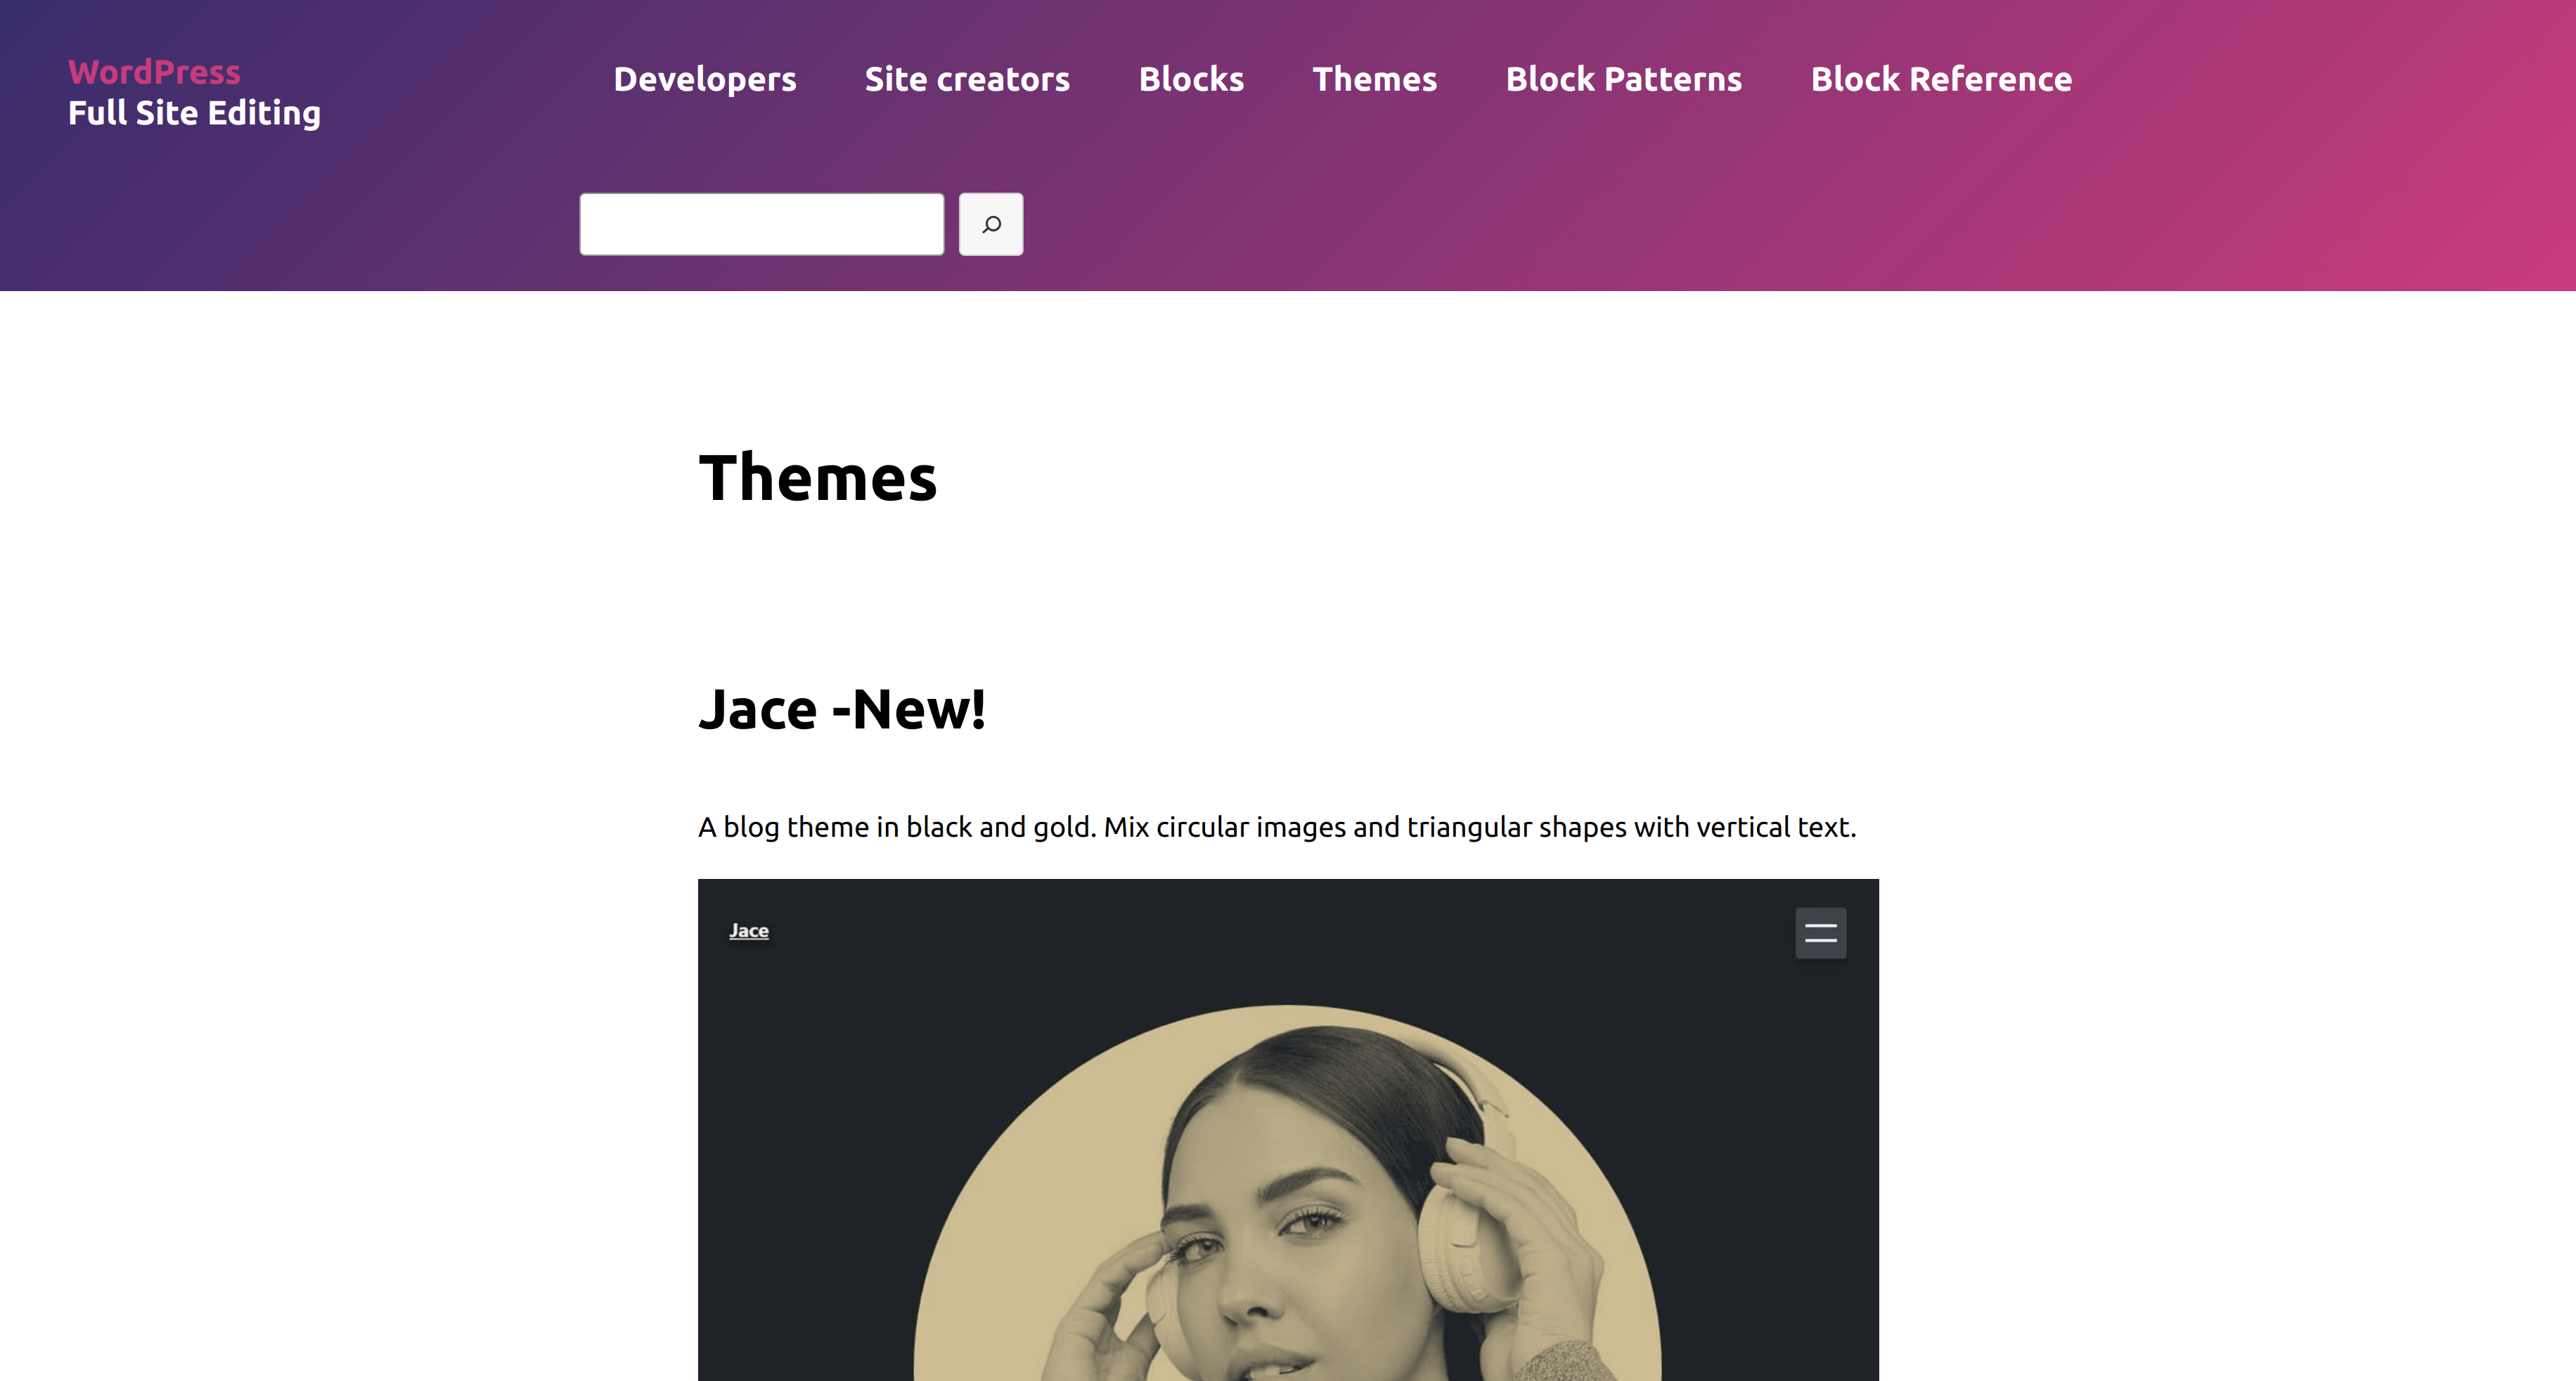 WordPress
Full Site Editing
Developers Site creators Blocks Themes Block Patterns Block Reference
Themes
Jace -New!
A blog theme in black and gold. Mix circular images and triangular shapes with vertical text.
Jace